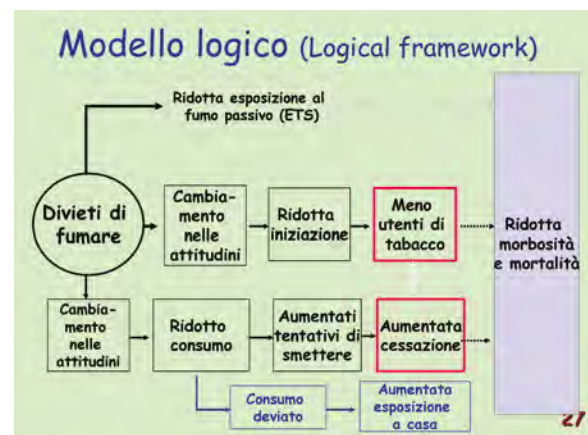 Modello logico (Logical framework)
Ridotta esposizione al
fumo passivo (ETS)
Divieti di
fumare
Cambia-
mento
nelle
attitudini
Ridotta
iniziazione
Meno
utenti di
tabacco
Ridotta
morbosità
e mortalità
Cambia-
mento
nelle
attitudini
Ridotto
consumo
Aumentati
tentativi di
smettere
Aumentata
cessazione
Consumo
deviato
Aumentata
esposizione
a casa
27